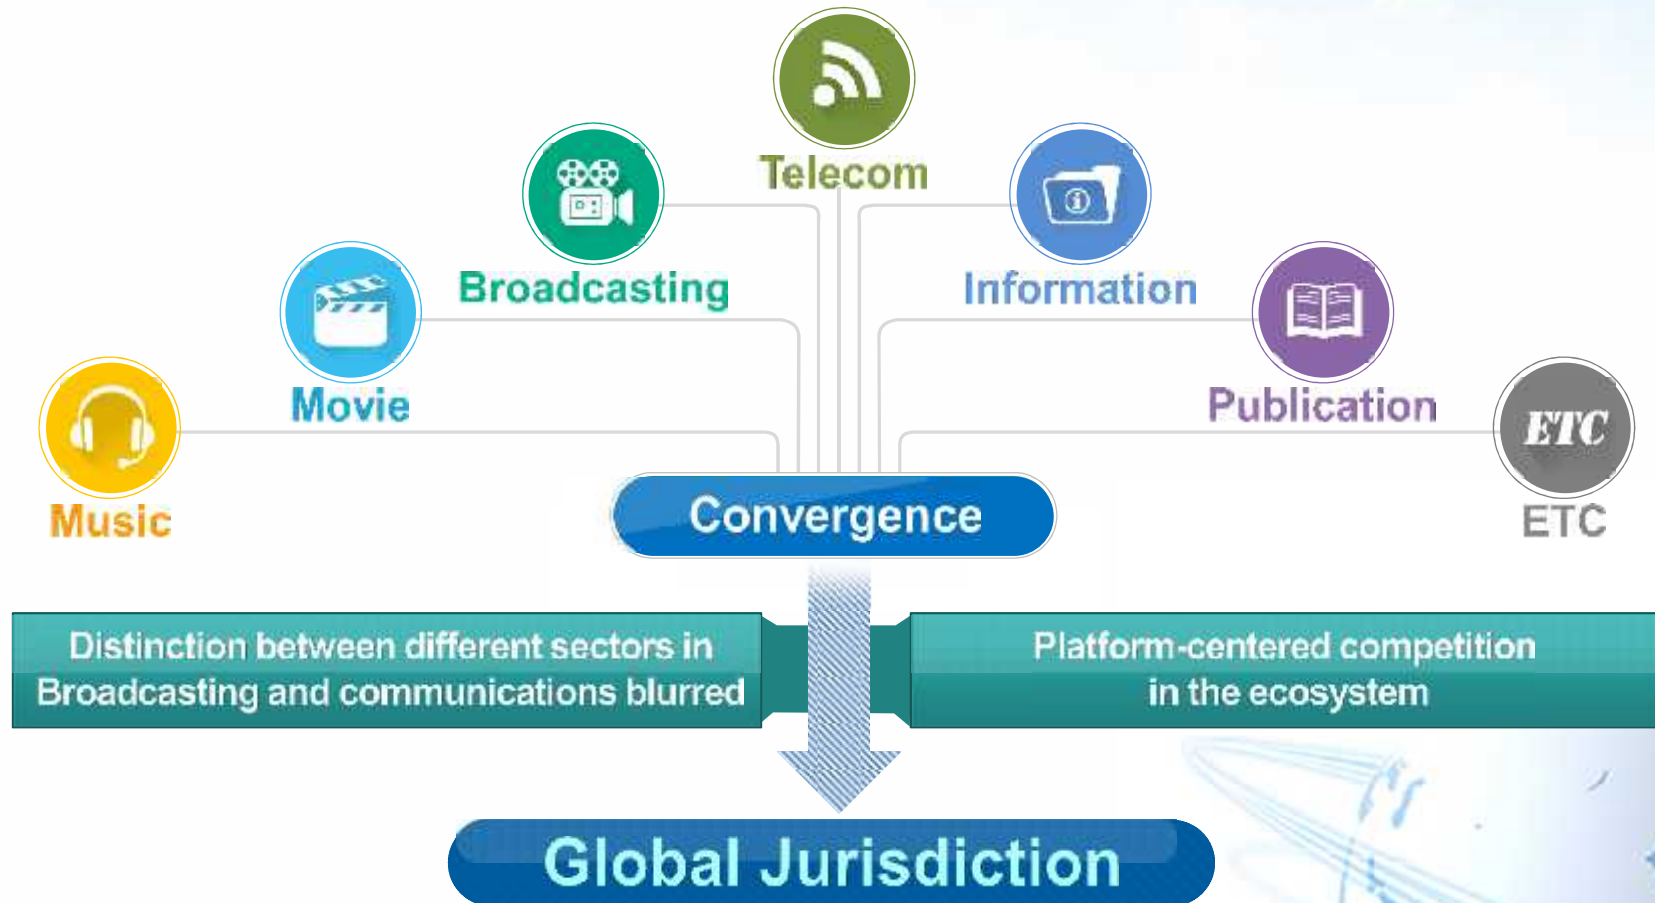 Telecom
Broadcasting
Information
Movie
Publication
ETC
Music
Convergence
ETC
Distinction between different sectors in
Broadcasting and communications blurred
Platform-centered competition
in the ecosystem
Global Jurisdiction